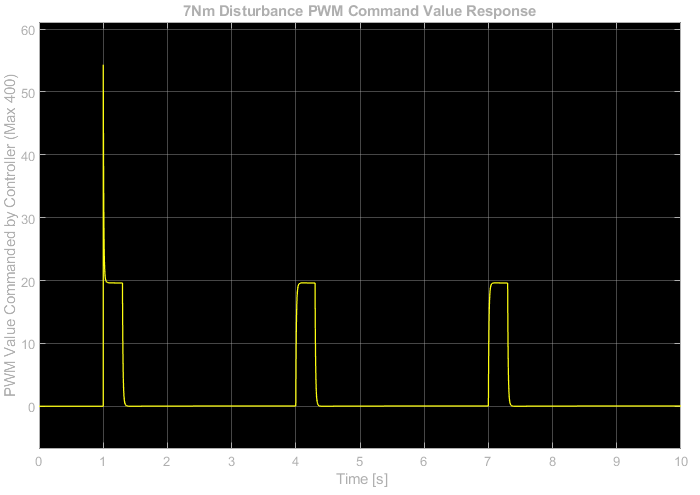 7Nm Disturbance PWM Command Value Response
PWM Value Commanded by Controller (Max 400)
60
50
40
30
20
10
0
0 1 2 3 4 5 6 7 8 9 10
Time [s]